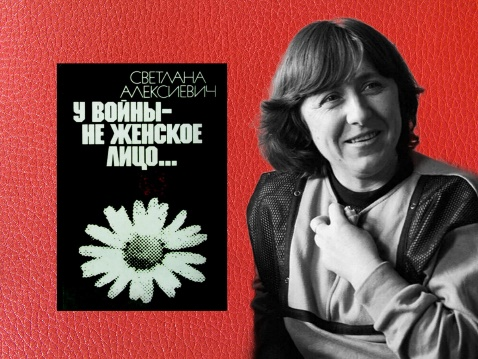 СВЕТЛАНА
АЛЕКСИЕВИЧ
У ВОЙНЫ-
НЕ ЖЕНСКОЕ
ЛИЦО...